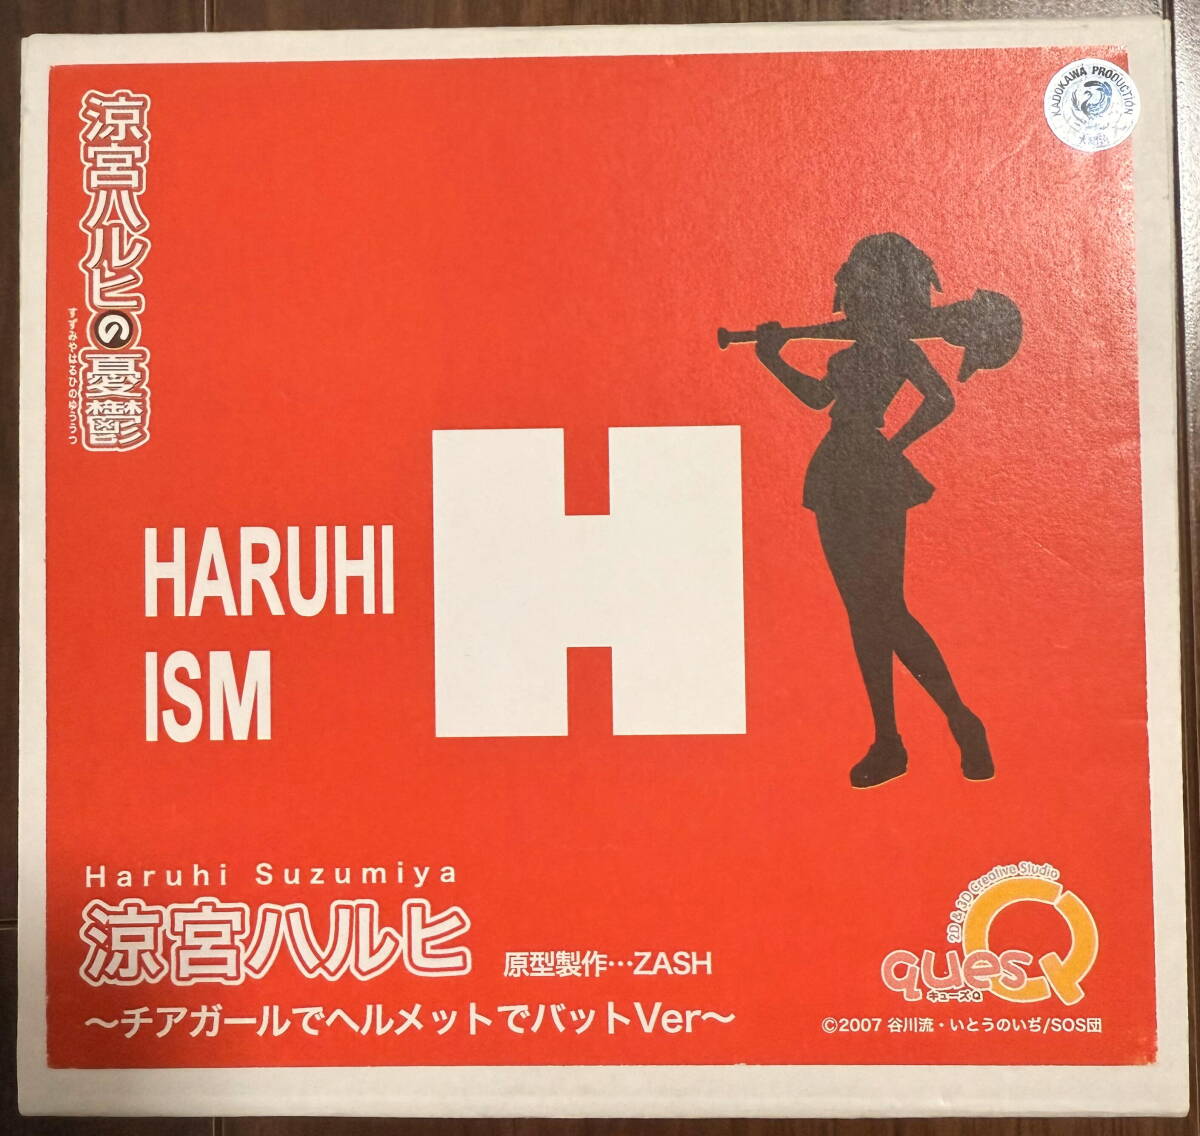 涼宮ハルヒの憂鬱
すずみやはるひのゆううつ
KADOKAWA PRODUCTION
HARUHI
ISM
H
Haruhi Suzumiya
涼宮ハルヒ
原型製作…ZASH
〜チアガールでヘルメットでバットVer〜
2D & 3D Creative Studio
quesQ
キューズQ
©2007 谷川流・いとうのいぢ/SOS団